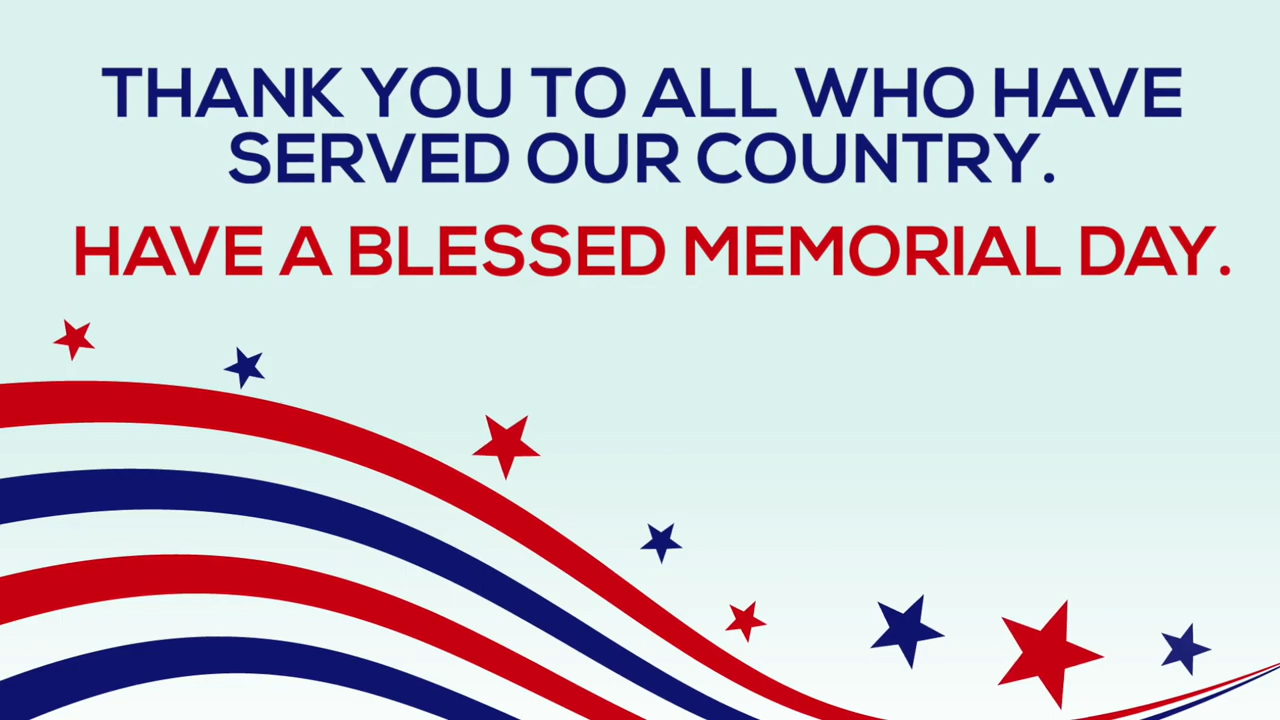 THANK YOU TO ALL WHO HAVE
SERVED OUR COUNTRY.
HAVE A BLESSED MEMORIAL DAY.